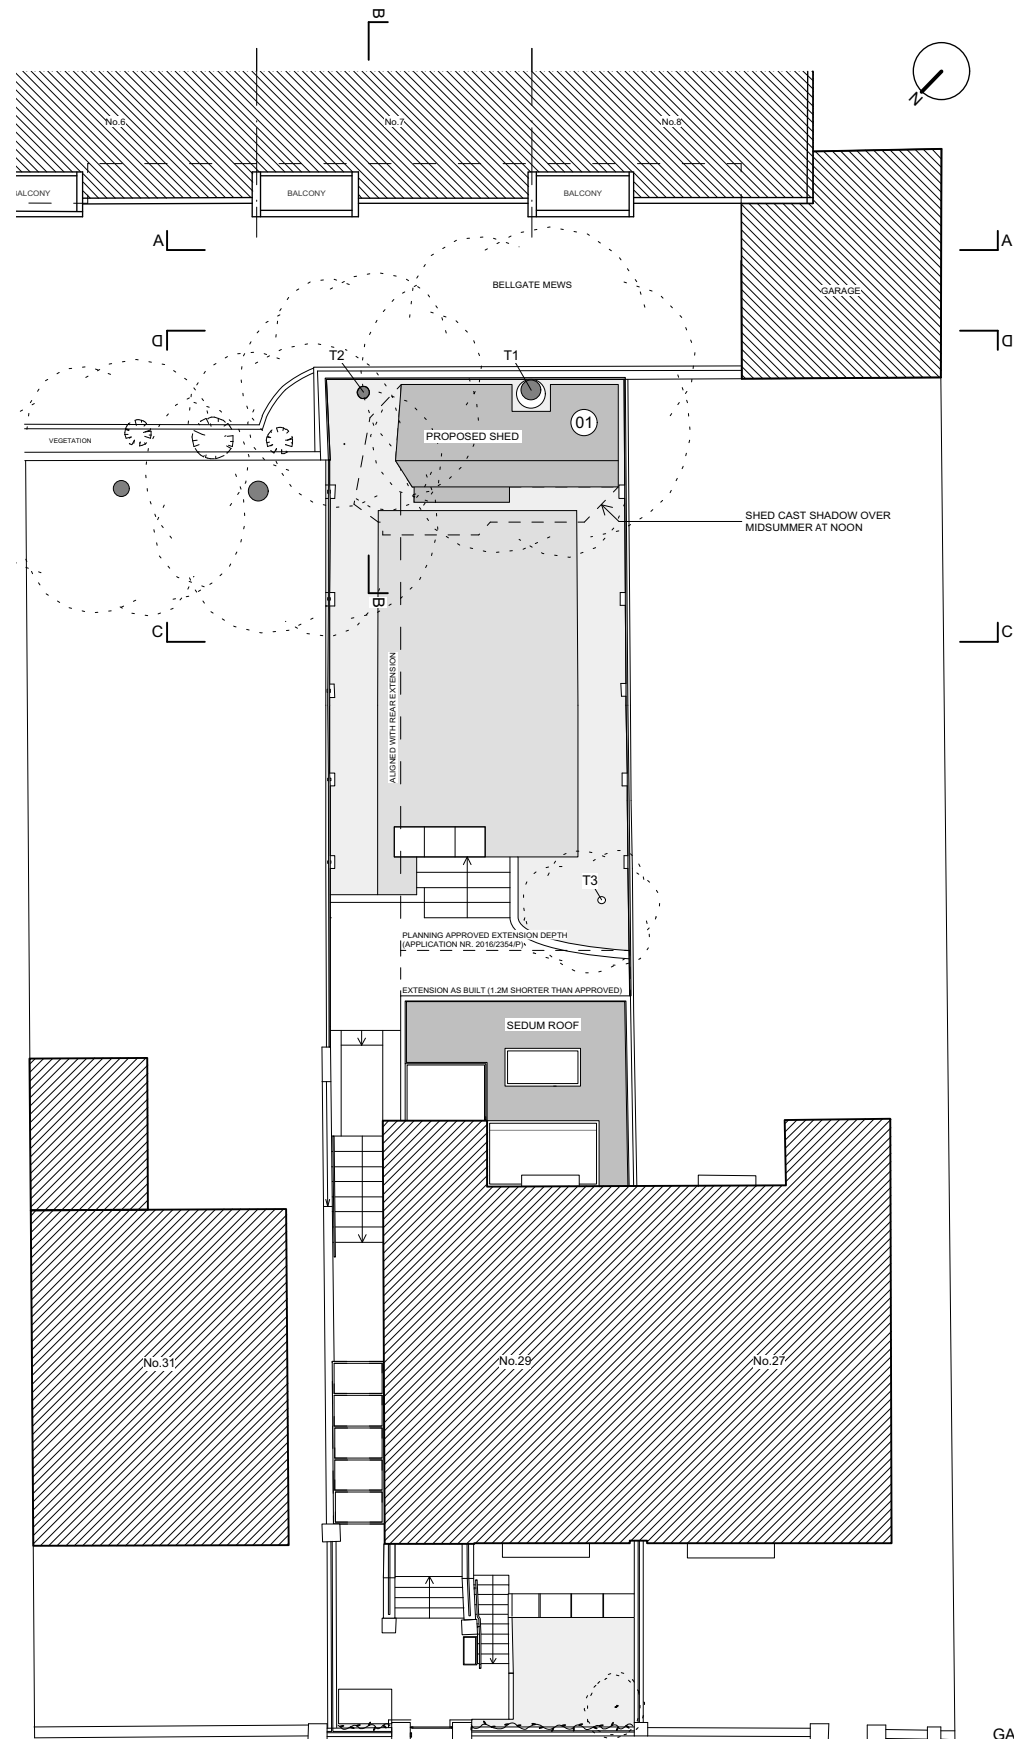 B
N
No.6
No.7
No.8
BALCONY
BALCONY
BALCONY
A
A
BELLGATE MEWS
GARAGE
D
D
T2
T1
01
PROPOSED SHED
VEGETATION
SHED CAST SHADOW OVER
MIDSUMMER AT NOON
B
C
C
ALIGNED WITH REAR EXTENSION
T3
PLANNING APPROVED EXTENSION DEPTH
(APPLICATION NR. 2016/2354/P)
EXTENSION AS BUILT (1.2M SHORTER THAN APPROVED)
SEDUM ROOF
No.31
No.29
No.27
GA